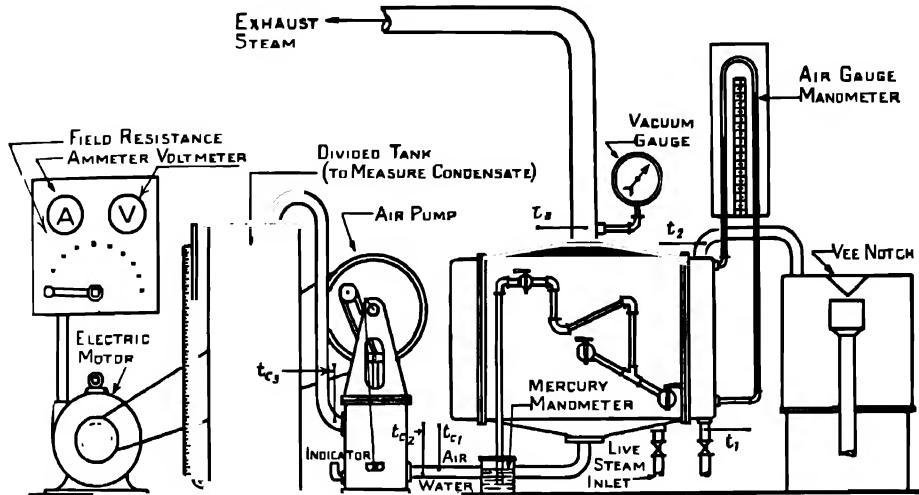 EXHAUST
STEAM
AIR GAUGE
MANOMETER
FIELD RESISTANCE
AMMETER VOLTMETER
DIVIDED TANK
(TO MEASURE CONDENSATE)
VACUUM
GAUGE
AIR PUMP
A
V
t₂
VEE NOTCH
ELECTRIC
MOTOR
tc₃
MERCURY
MANOMETER
tc₂
tc₁
t₁
INDICATOR
AIR
WATER
LIVE
STEAM
INLET